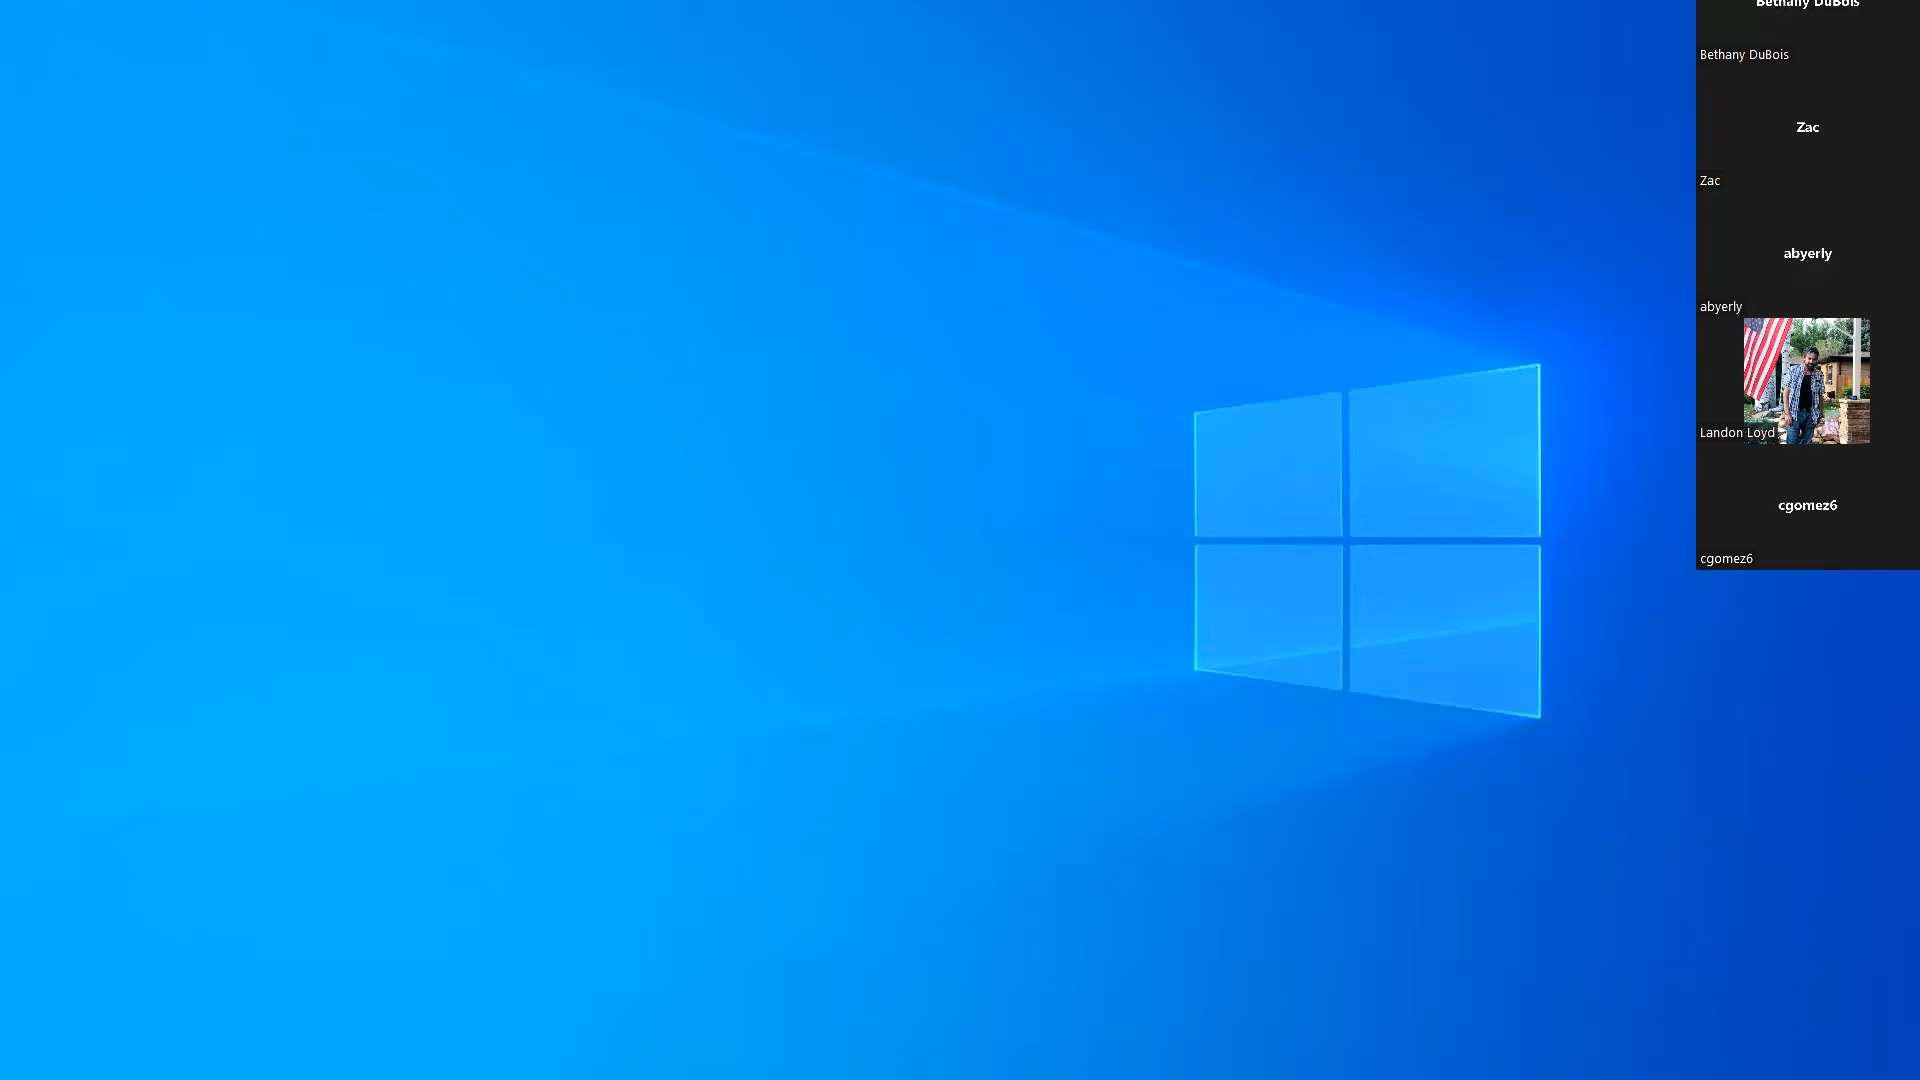 Bethany DuBois
Bethany DuBois
Zac
Zac
abyerly
abyerly
Landon Loyd
cgomez6
cgomez6